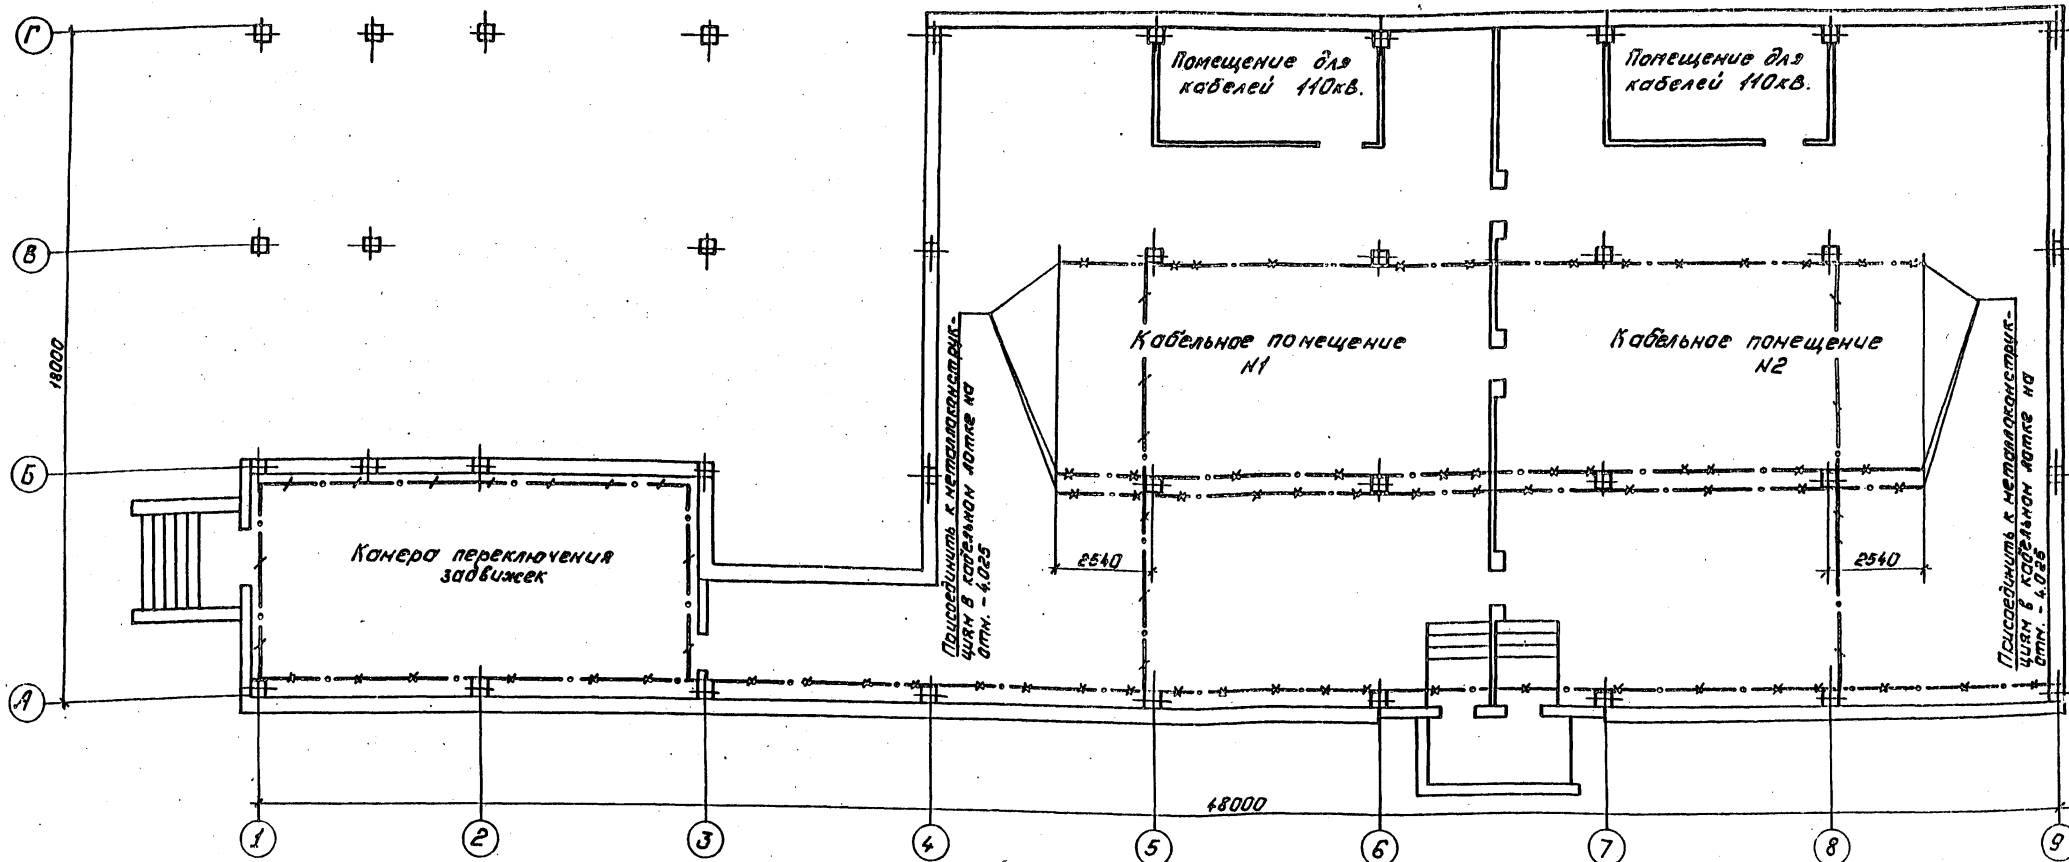 Г
Помещение для
кабелей 110кв.
Помещение для
кабелей 110кв.
В
18000
Кабельное помещение
N1
Кабельное помещение
N2
Присоединить к металлоконструк-
циям в кабельном лотке на
отм. - 4.025
Присоединить к металлоконструк-
циям в кабельном лотке на
отм. - 4.025
Б
Камера переключения
задвижек
2540
2540
А
48000
1
2
3
4
5
6
7
8
9